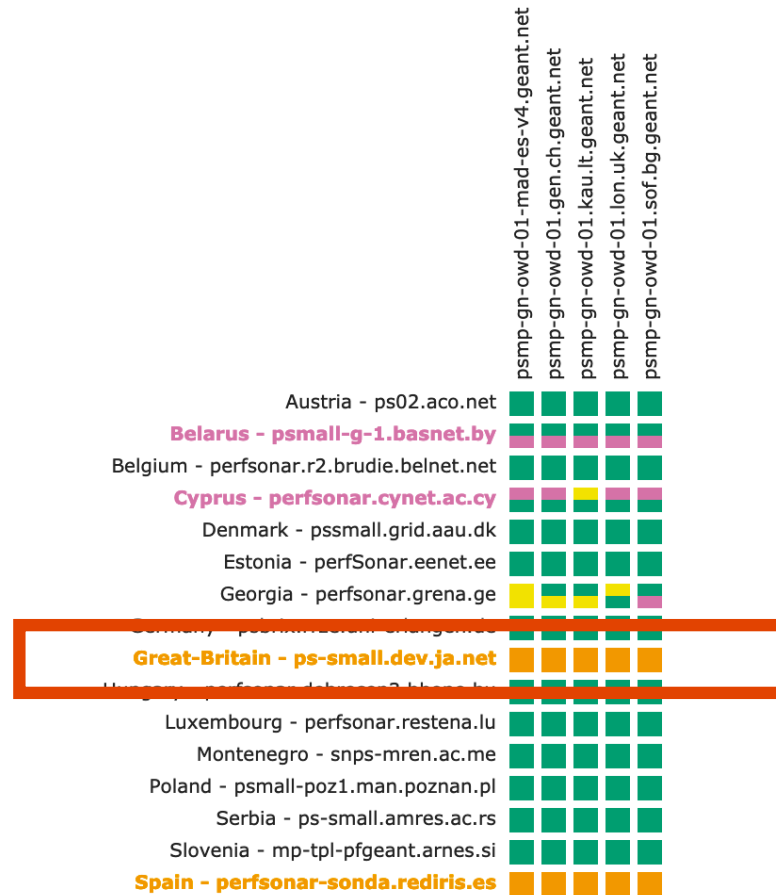 psmp-gn-owd-01-mad-es-v4.geant.net
psmp-gn-owd-01.gen.ch.geant.net
psmp-gn-owd-01.kau.lt.geant.net
psmp-gn-owd-01.lon.uk.geant.net
psmp-gn-owd-01.sof.bg.geant.net
Austria - ps02.aco.net
Belarus - psmall-g-1.basnet.by
Belgium - perfsonar.r2.brudie.belnet.net
Cyprus - perfsonar.cynet.ac.cy
Denmark - pssmall.grid.aau.dk
Estonia - perfSonar.eenet.ee
Georgia - perfsonar.grena.ge
Germany -
Great-Britain - ps-small.dev.ja.net
Hungary -
Luxembourg - perfsonar.restena.lu
Montenegro - snps-mren.ac.me
Poland - psmall-poz1.man.poznan.pl
Serbia - ps-small.amres.ac.rs
Slovenia - mp-tpl-pfgeant.arnes.si
Spain - perfsonar-sonda.rediris.es